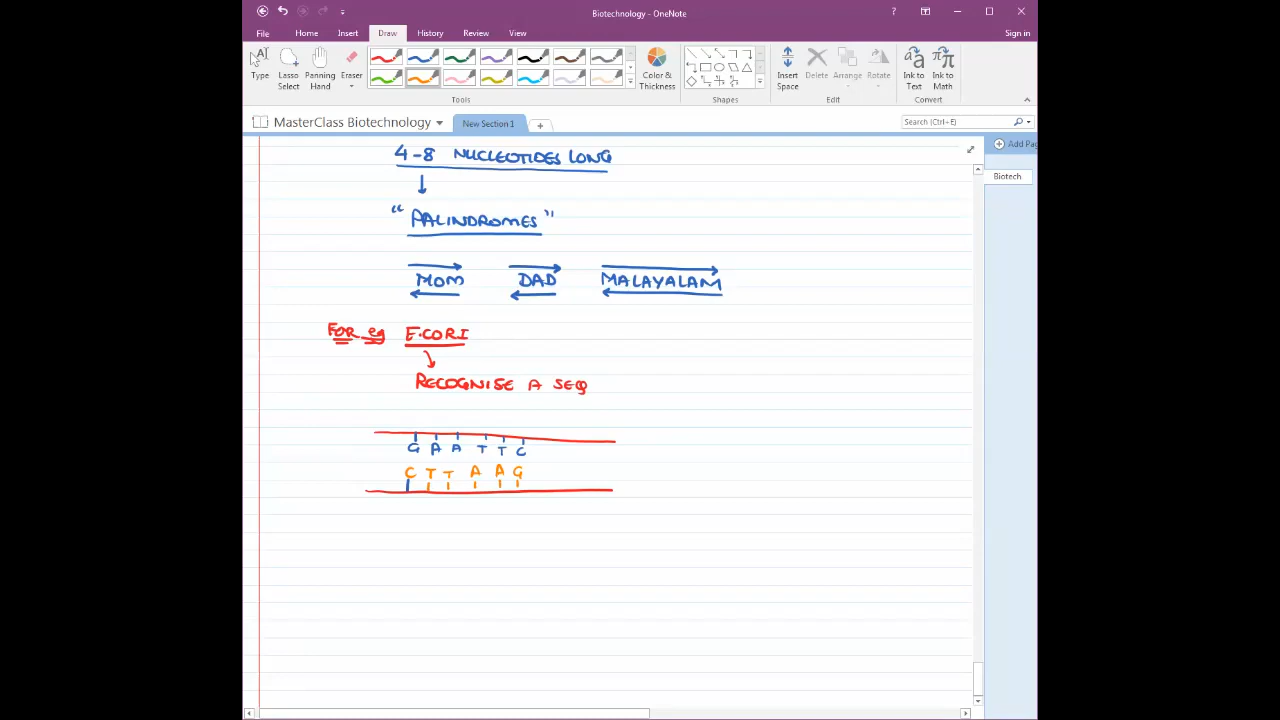 Biotechnology - OneNote
?
File Home Insert Draw History Review View Sign in
Type Lasso Select Panning Hand Eraser Color & Thickness Insert Space Delete Arrange Rotate Ink to Text Ink to Math
Tools Shapes Edit Convert
MasterClass Biotechnology New Section 1 Search (Ctrl+E)
Add Pag
Biotech
4-8 NUCLEOTIDES LONG
"PALINDROMES"
MOM DAD MALAYALAM
FOR eg E.CORI
RECOGNISE A SEQ
G A A T T C
C T T A A G